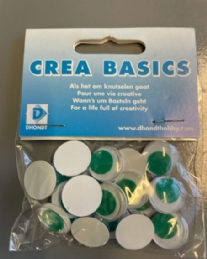 CREA BASICS
Als het om knutselen gaat
Pour une vie creative
Wann's um Basteln geht
For a life full of creativity
DHONDT
www.dhondthobby.com